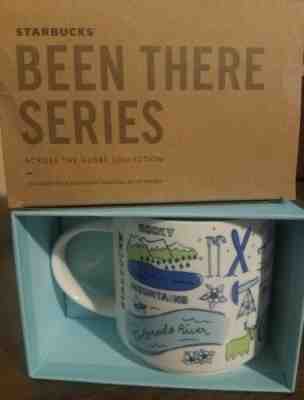 STARBUCKS
BEEN THERE
SERIES
ACROSS THE GLOBE COLLECTION
ROCKY
MOUNTAINS
Colorado River